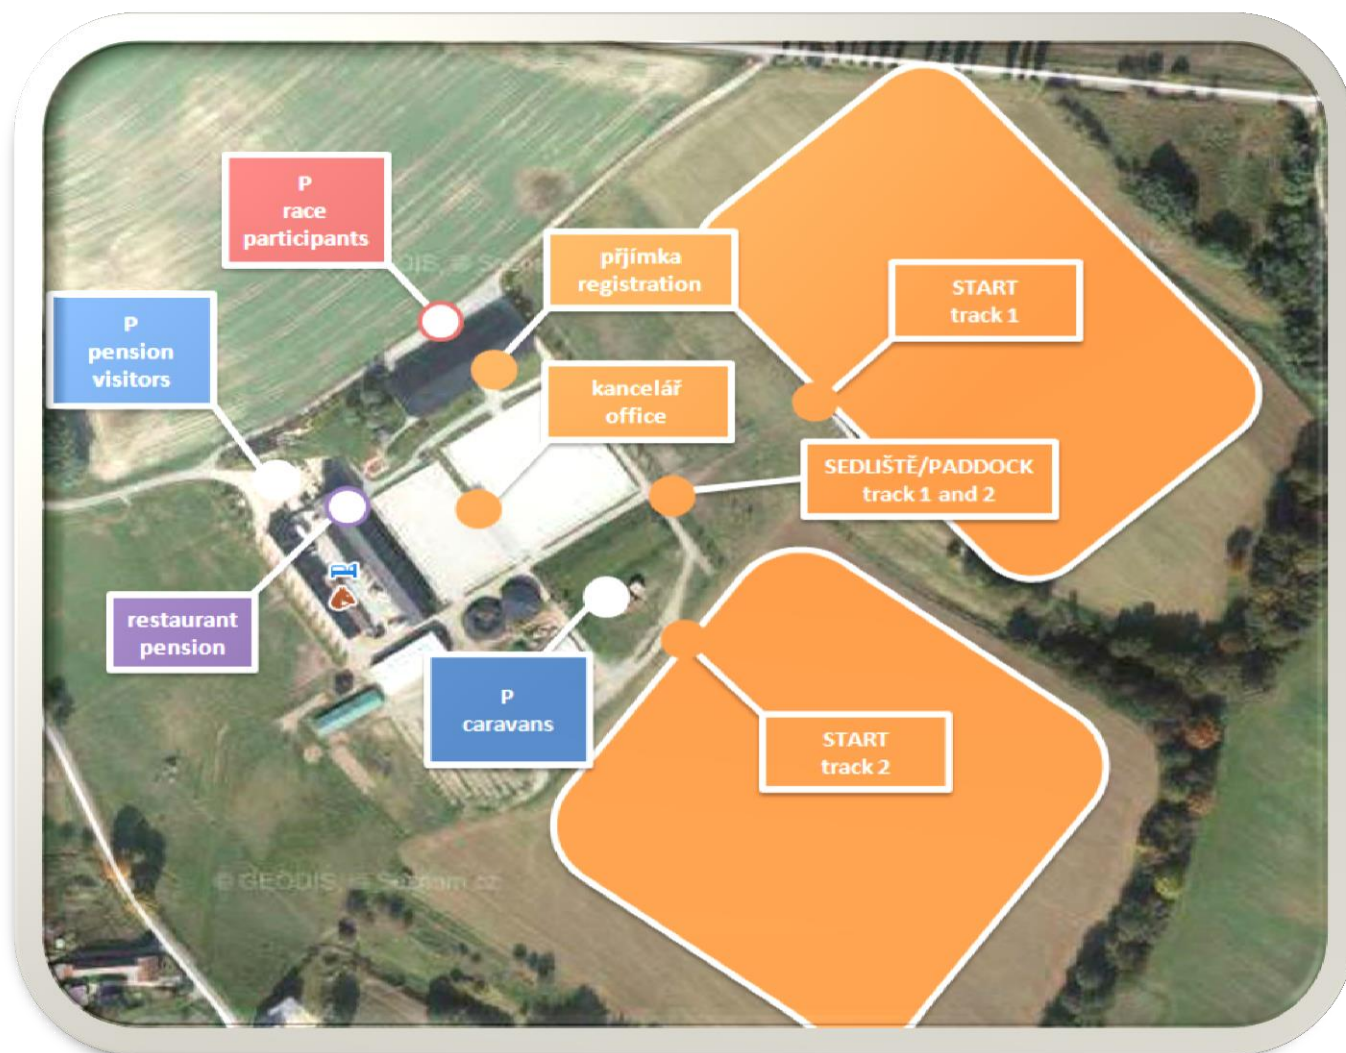 P
race
participants
přjímka
registration
START
track 1
P
pension
visitors
kancelář
office
SEDLIŠTĚ/PADDOCK
track 1 and 2
restaurant
pension
P
caravans
START
track 2
© GEODIS, © Seznam.cz